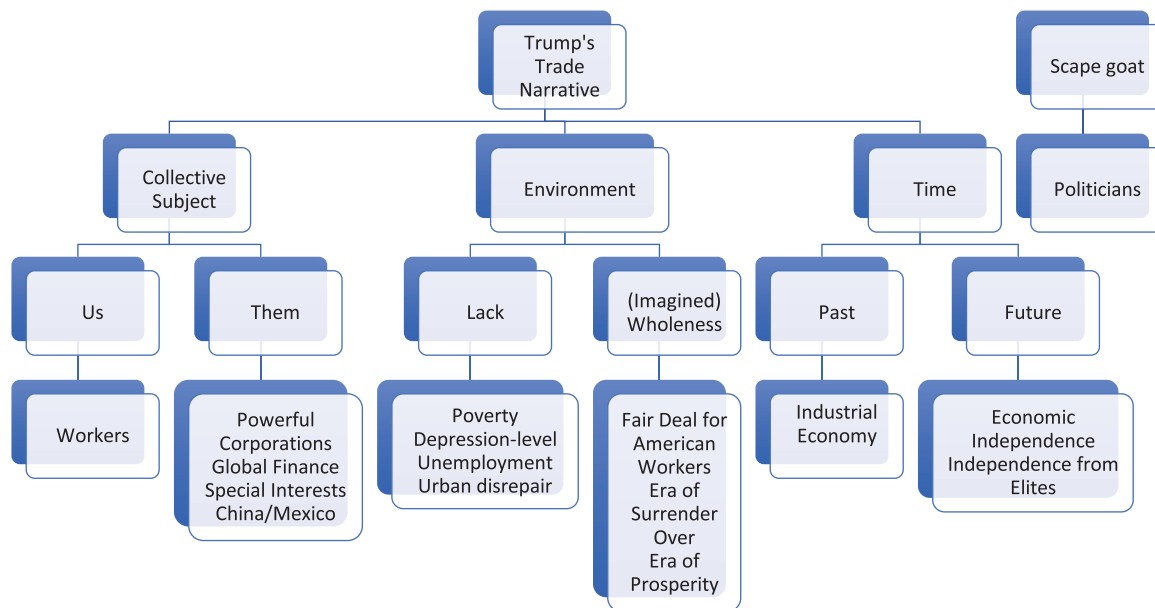 Trump's
Trade
Narrative
Scape goat
Collective
Subject
Environment
Time
Politicians
Us
Them
Lack
(Imagined)
Wholeness
Past
Future
Workers
Powerful
Corporations
Global Finance
Special Interests
China/Mexico
Poverty
Depression-level
Unemployment
Urban disrepair
Fair Deal for
American
Workers
Era of
Surrender
Over
Era of
Prosperity
Industrial
Economy
Economic
Independence
Independence from
Elites